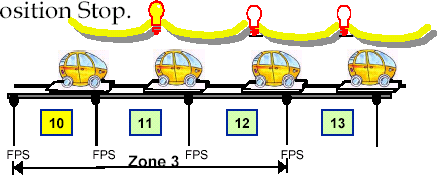 osition Stop.
10 11 12 13
FPS FPS FPS FPS
Zone 3